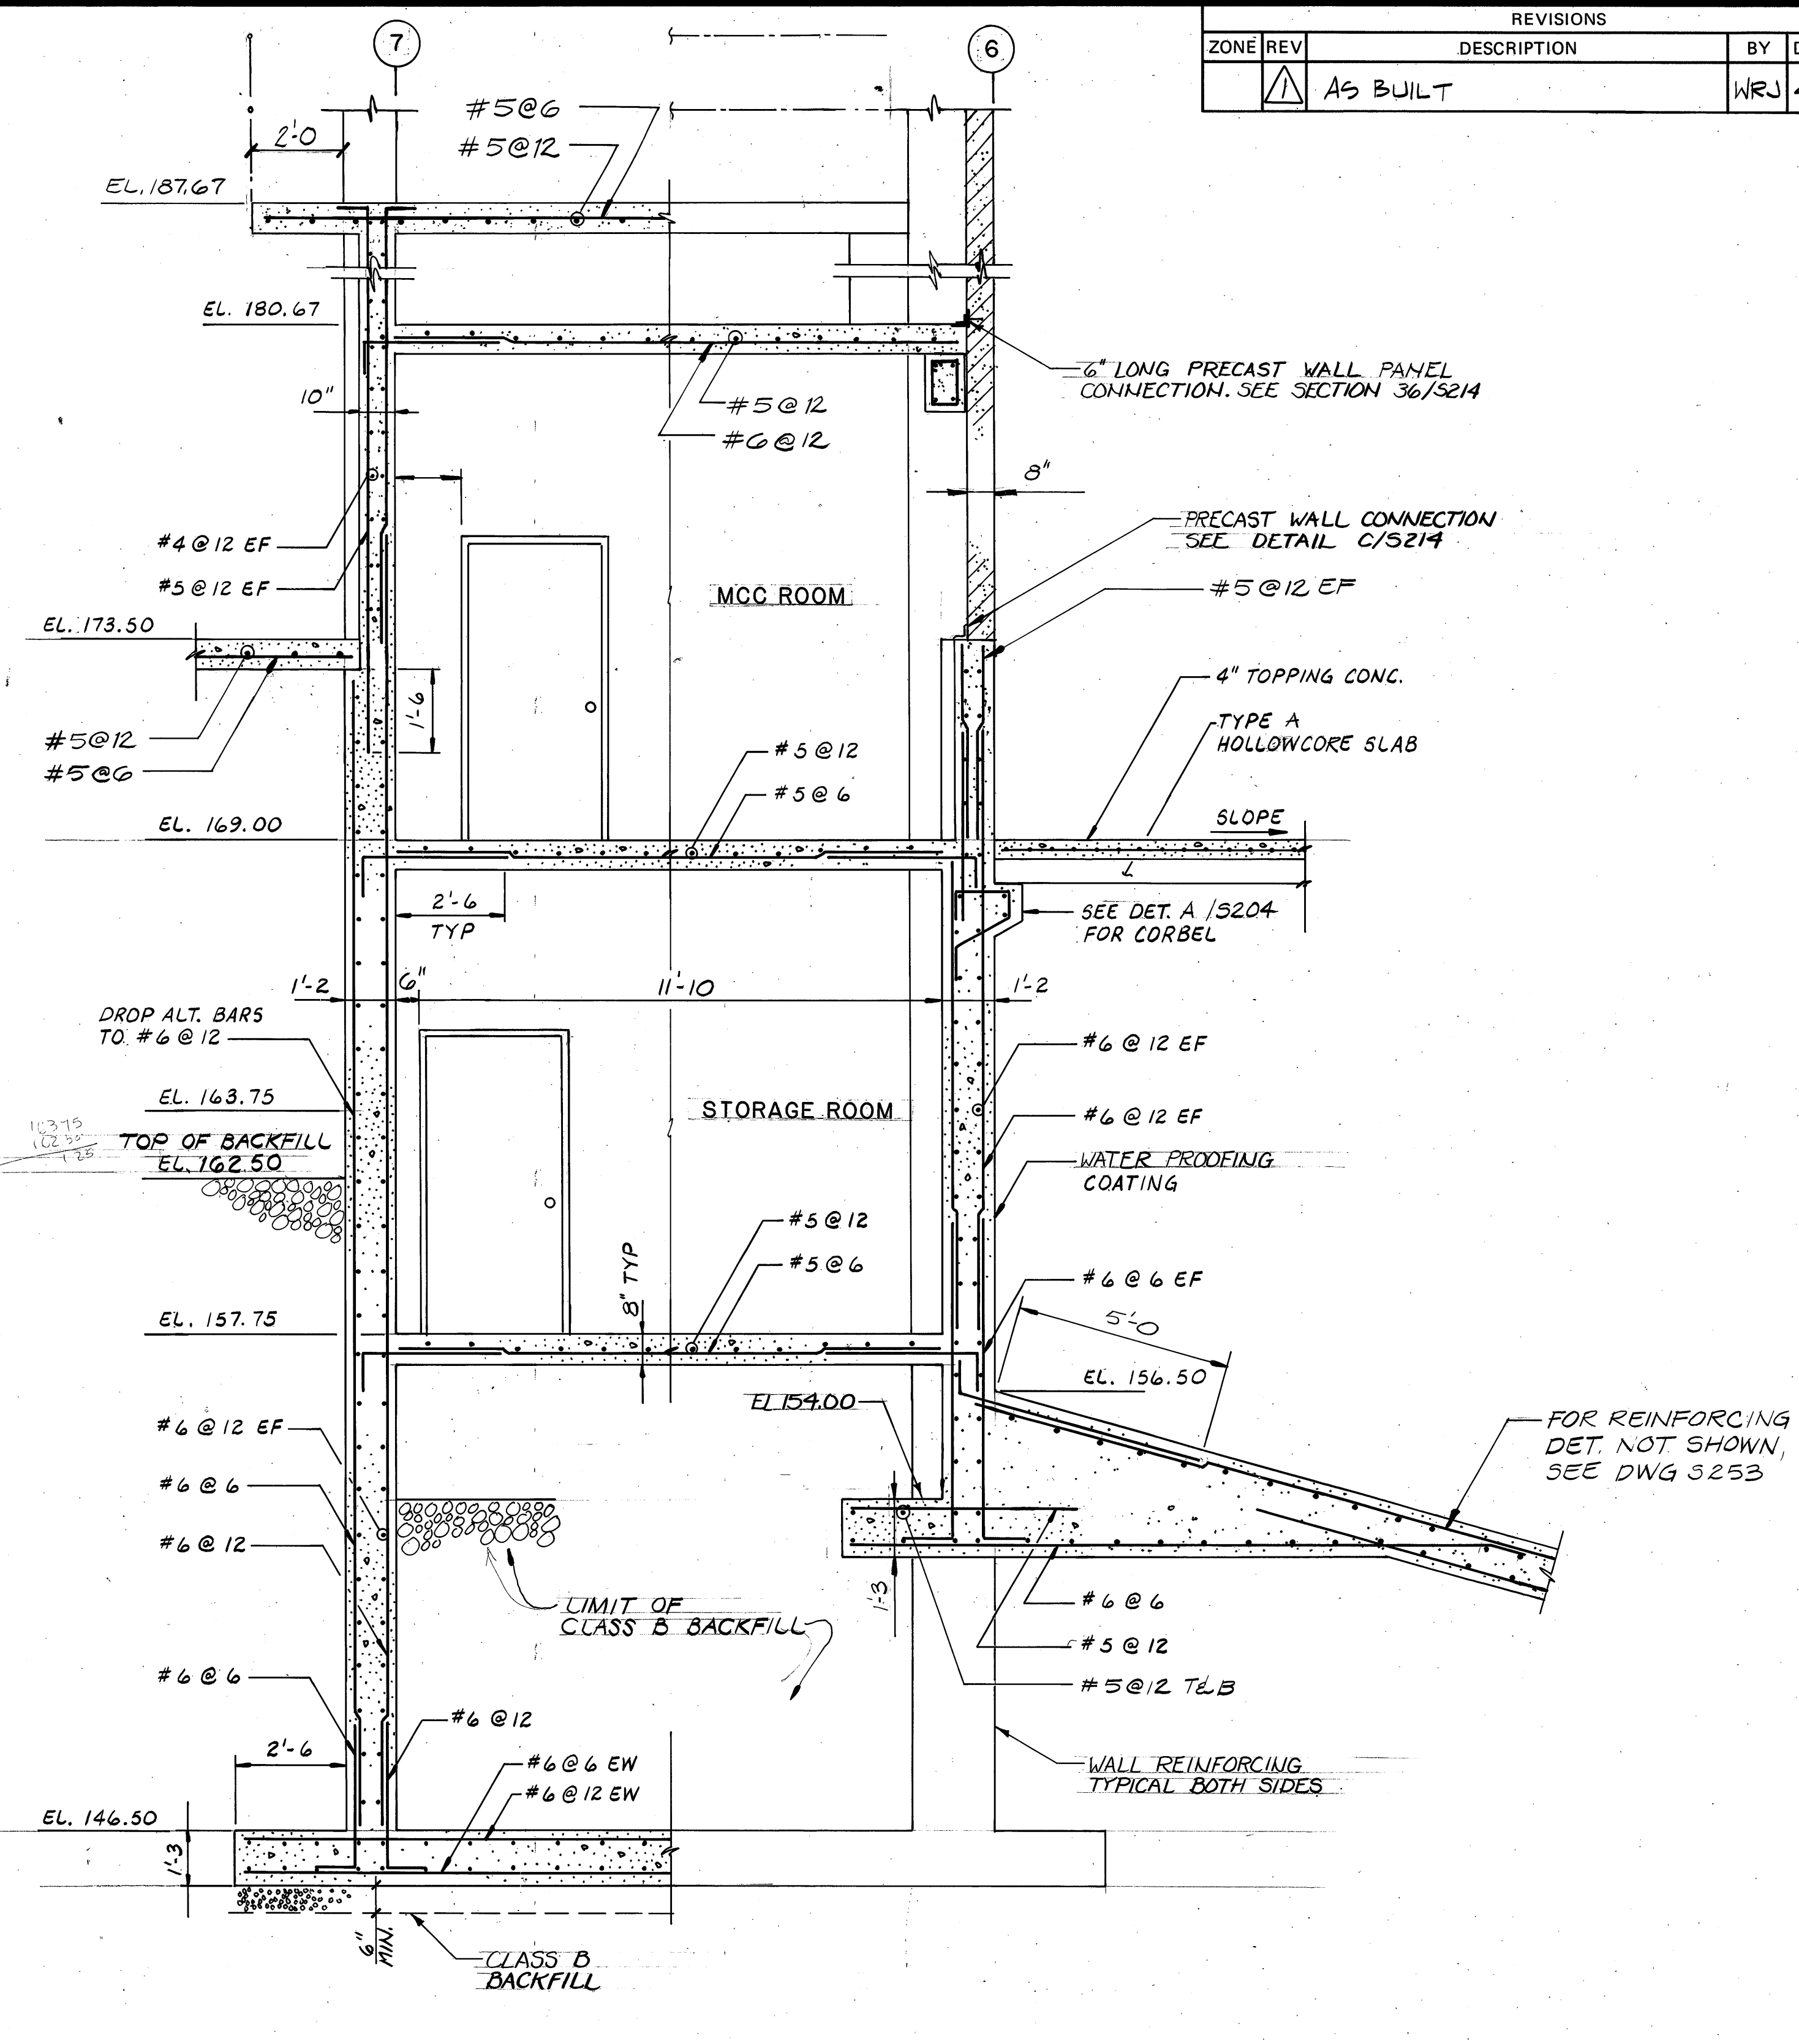 REVISIONS
ZONE REV DESCRIPTION BY
1 AS BUILT WRJ
7
6
#5@6
#5@12
2'-0
EL. 187.67
EL. 180.67
6" LONG PRECAST WALL PANEL
CONNECTION. SEE SECTION 36/S214
10"
#5@12
#6@12
8"
PRECAST WALL CONNECTION
SEE DETAIL C/S214
#4 @ 12 EF
#5 @ 12 EF
MCC ROOM
#5@12 EF
EL. 173.50
4" TOPPING CONC.
1'-6
TYPE A
HOLLOWCORE SLAB
#5@12
#5@6
#5@12
#5@6
EL. 169.00
SLOPE
2'-6
TYP
SEE DET. A /S204
FOR CORBEL
1'-2
6"
11'-10
1'-2
DROP ALT. BARS
TO #6 @ 12
#6 @ 12 EF
EL. 163.75
STORAGE ROOM
#6 @ 12 EF
163.75
162.50
1.25
TOP OF BACKFILL
EL. 162.50
WATER PROOFING
COATING
#5@12
#5@6
8" TYP
#6 @ 6 EF
5'-0
EL. 157.75
EL. 156.50
EL 154.00
#6 @ 12 EF
FOR REINFORCING
DET. NOT SHOWN,
SEE DWG S253
#6 @ 6
#6 @ 12
LIMIT OF
CLASS B BACKFILL
1'-3
#6 @ 6
#5 @ 12
#5@12 T&B
#6 @ 6
#6 @ 12
2'-6
#6 @ 6 EW
#6 @ 12 EW
WALL REINFORCING
TYPICAL BOTH SIDES
EL. 146.50
1'-3
6"
MIN.
CLASS B
BACKFILL